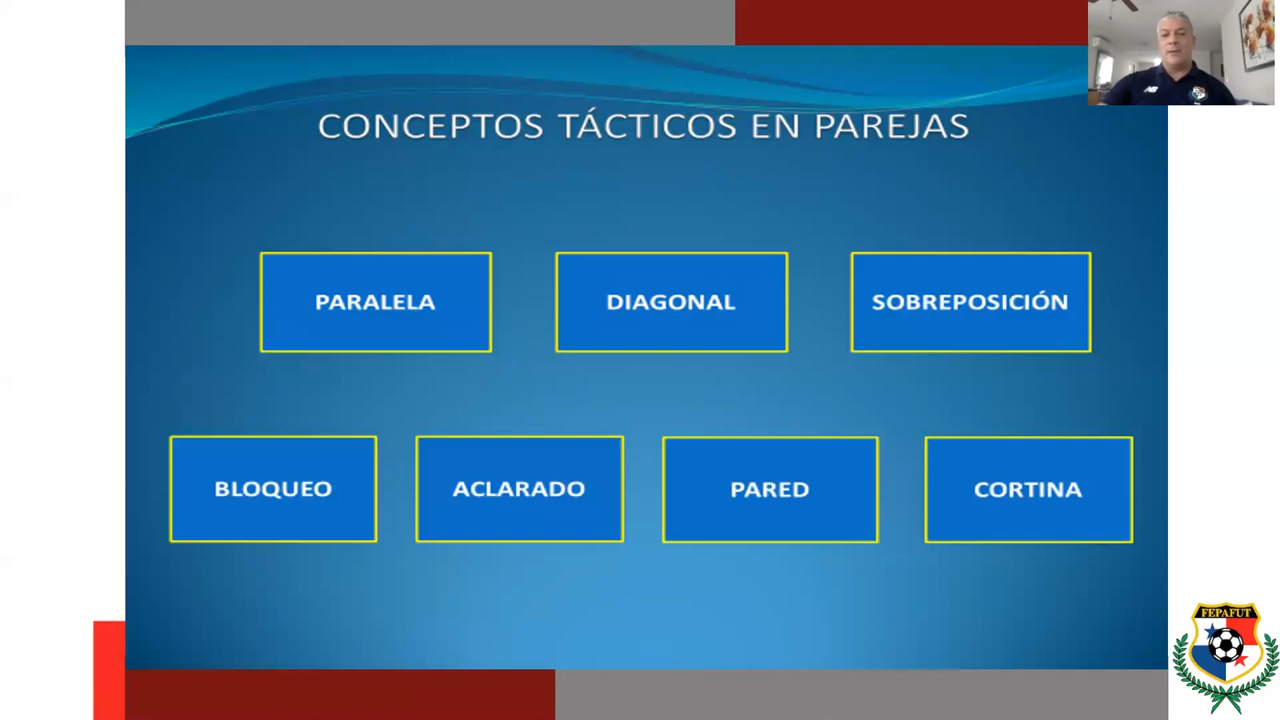 CONCEPTOS TÁCTICOS EN PAREJAS
PARALELA
DIAGONAL
SOBREPOSICIÓN
BLOQUEO
ACLARADO
PARED
CORTINA
FEPAFUT